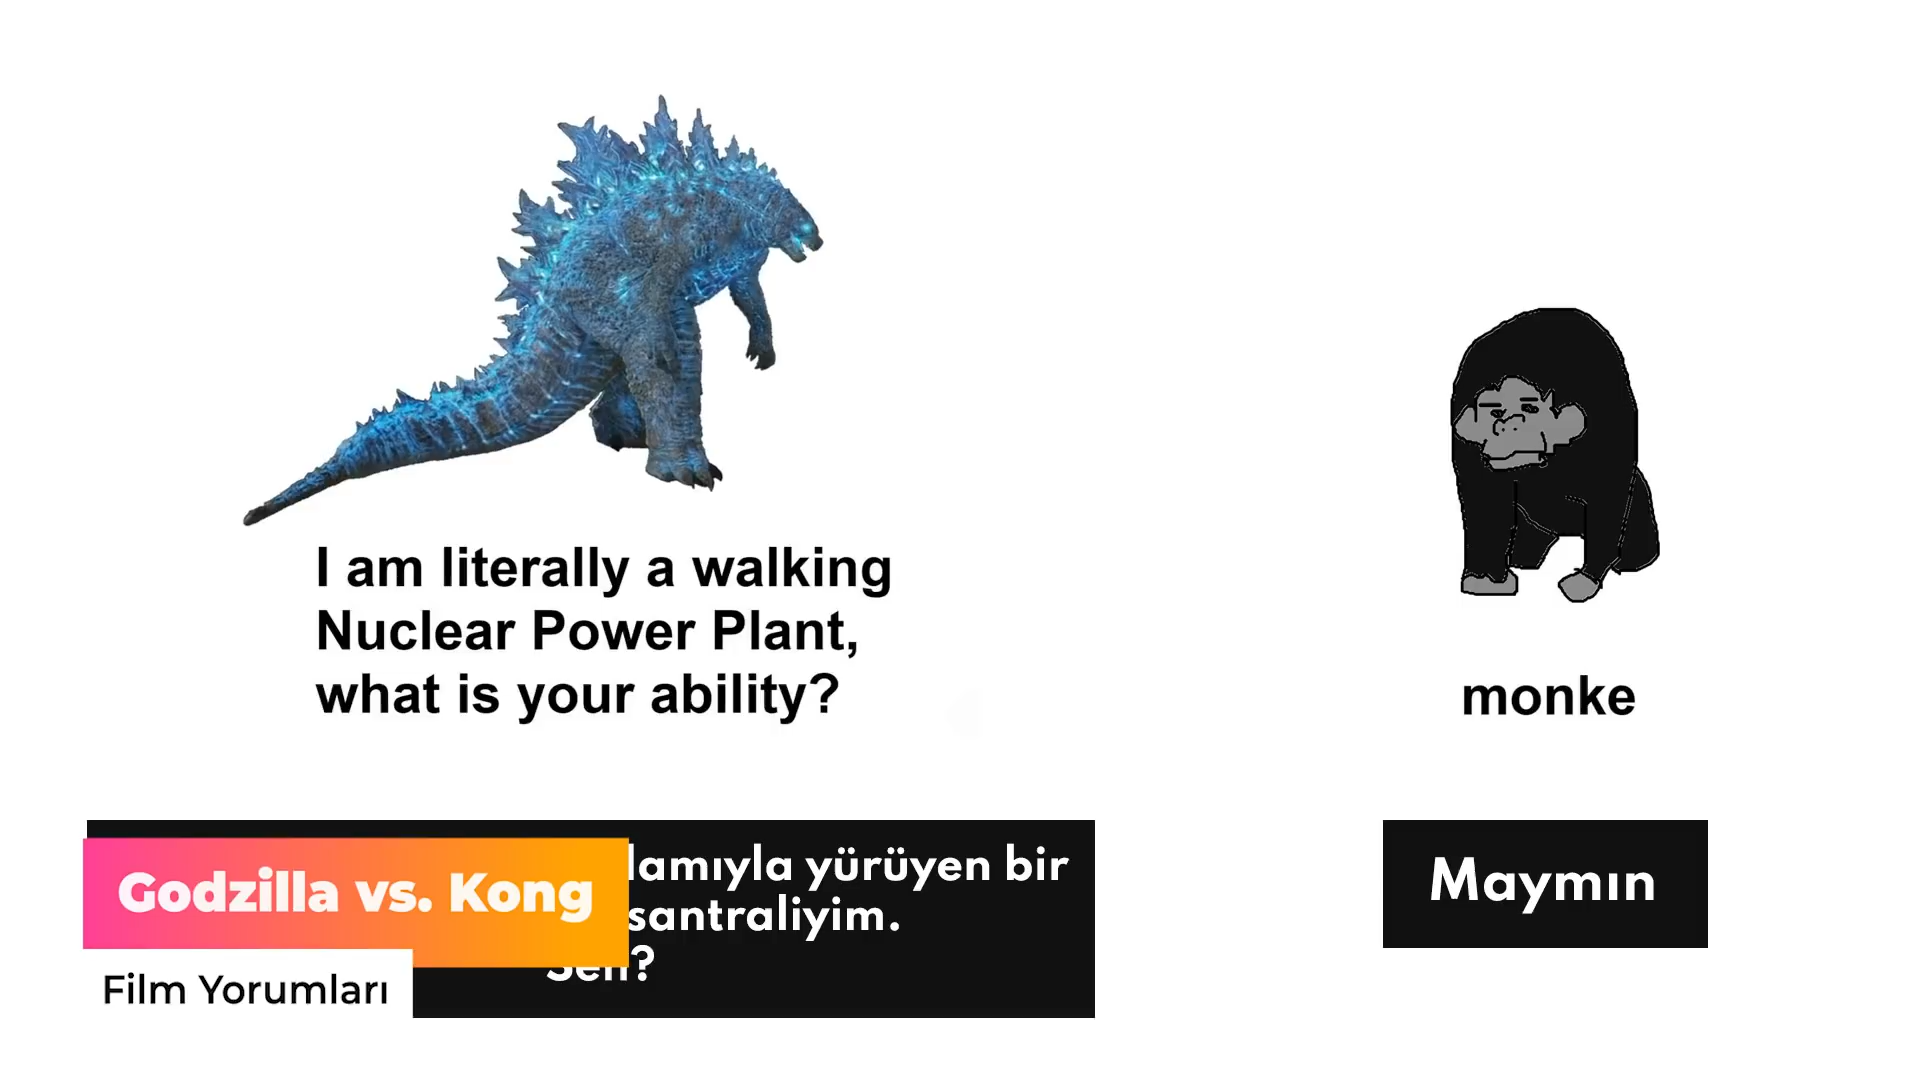 I am literally a walking
Nuclear Power Plant,
what is your ability?
monke
yürüyen bir
santraliyim.
Maymın
Godzilla vs. Kong
Film Yorumları